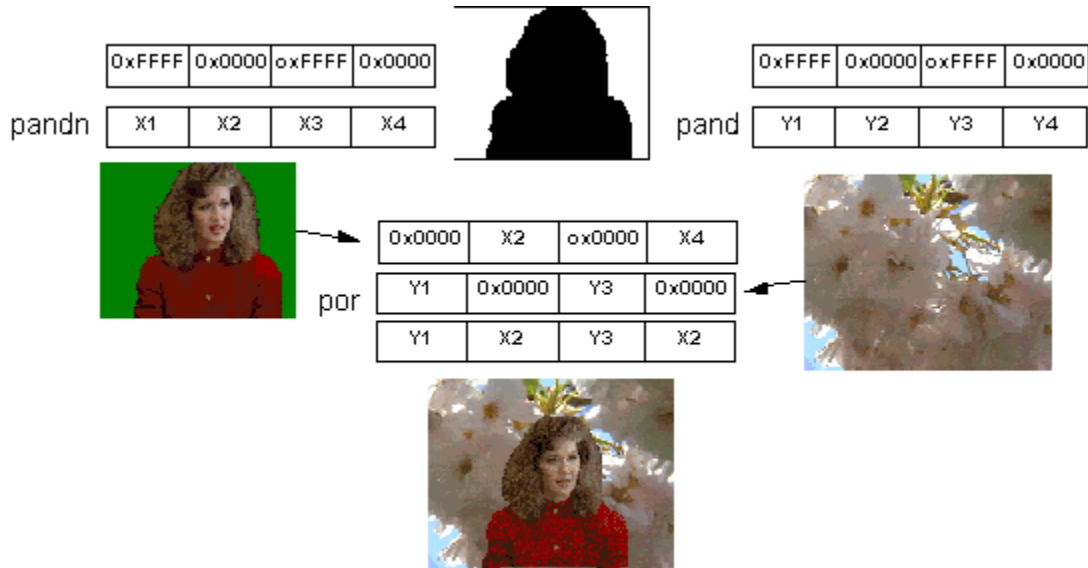 0xFFFF 0x0000 oxFFFF 0x0000
pandn X1 X2 X3 X4
0xFFFF 0x0000 oxFFFF 0x0000
pand Y1 Y2 Y3 Y4
0x0000 X2 ox0000 X4
por Y1 0x0000 Y3 0x0000
Y1 X2 Y3 X2